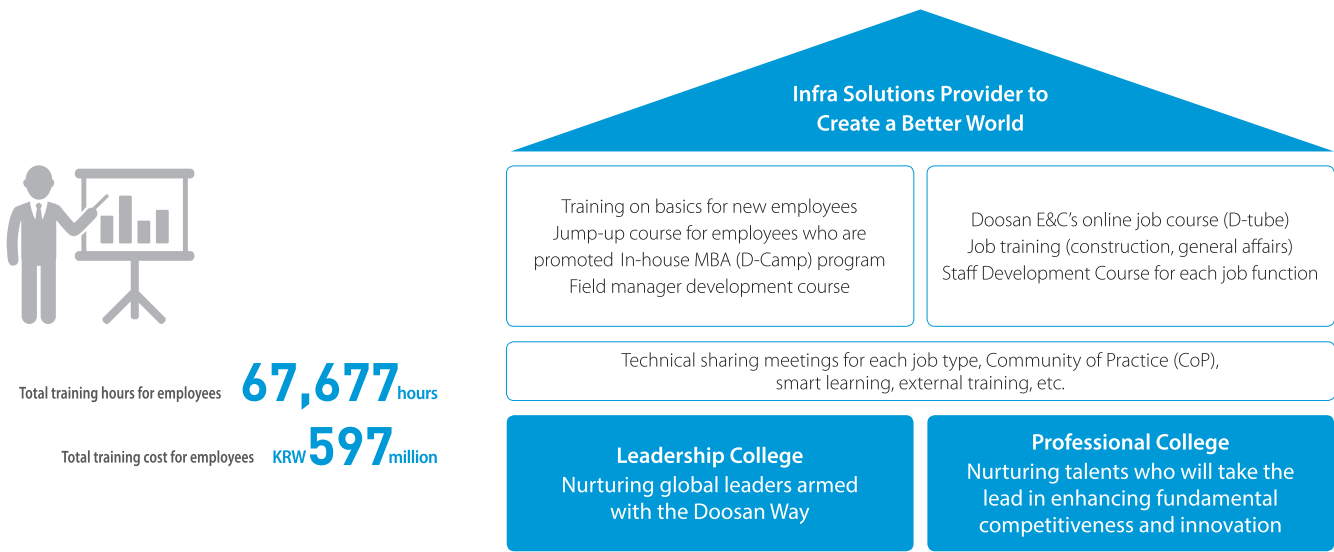 Total training hours for employees 67,677 hours
Total training cost for employees KRW 597 million
Infra Solutions Provider to
Create a Better World
Training on basics for new employees
Jump-up course for employees who are
promoted In-house MBA (D-Camp) program
Field manager development course
Doosan E&C’s online job course (D-tube)
Job training (construction, general affairs)
Staff Development Course for each job function
Technical sharing meetings for each job type, Community of Practice (CoP),
smart learning, external training, etc.
Leadership College
Nurturing global leaders armed
with the Doosan Way
Professional College
Nurturing talents who will take the
lead in enhancing fundamental
competitiveness and innovation